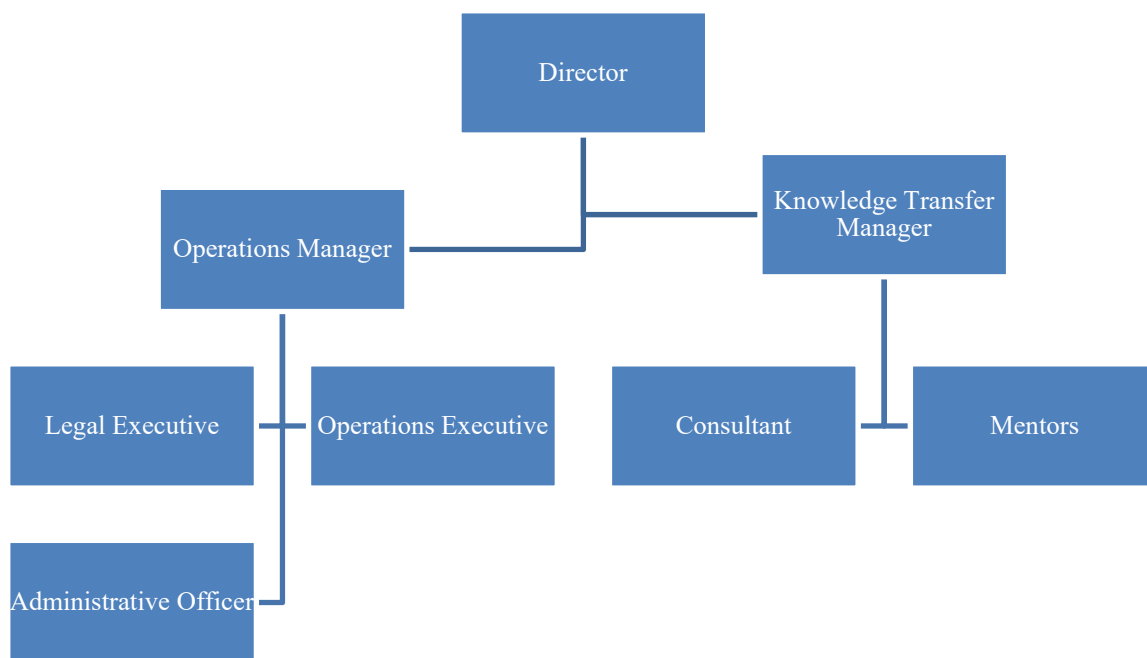 Director
Knowledge Transfer
Manager
Operations Manager
Legal Executive
Operations Executive
Consultant
Mentors
Administrative Officer